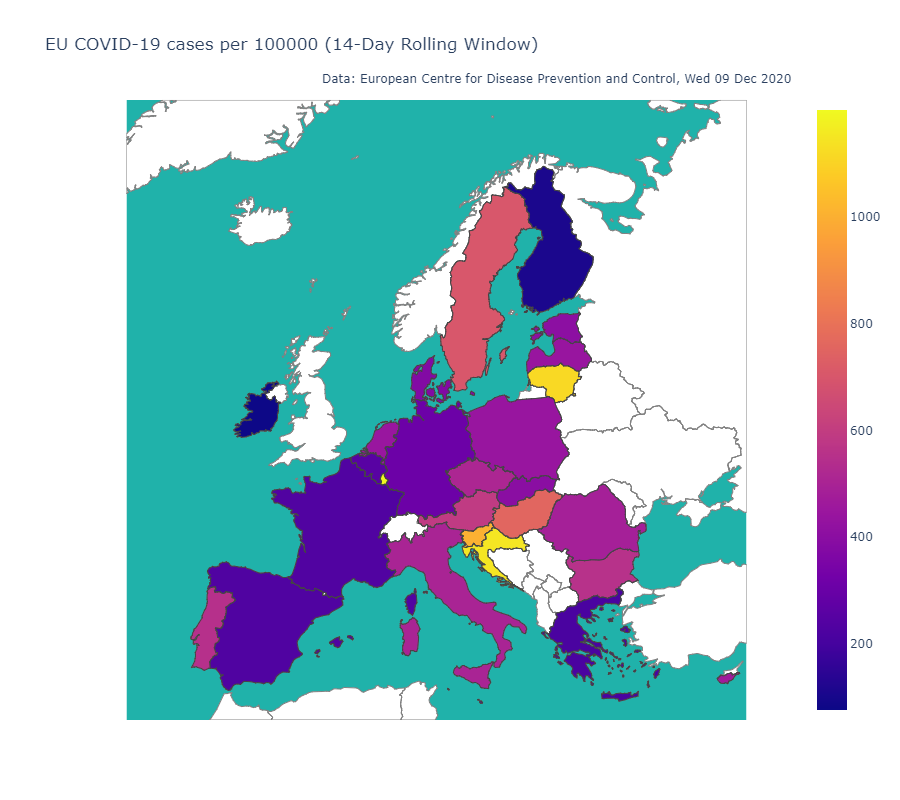 EU COVID-19 cases per 100000 (14-Day Rolling Window)
Data: European Centre for Disease Prevention and Control, Wed 09 Dec 2020
1000
800
600
400
200